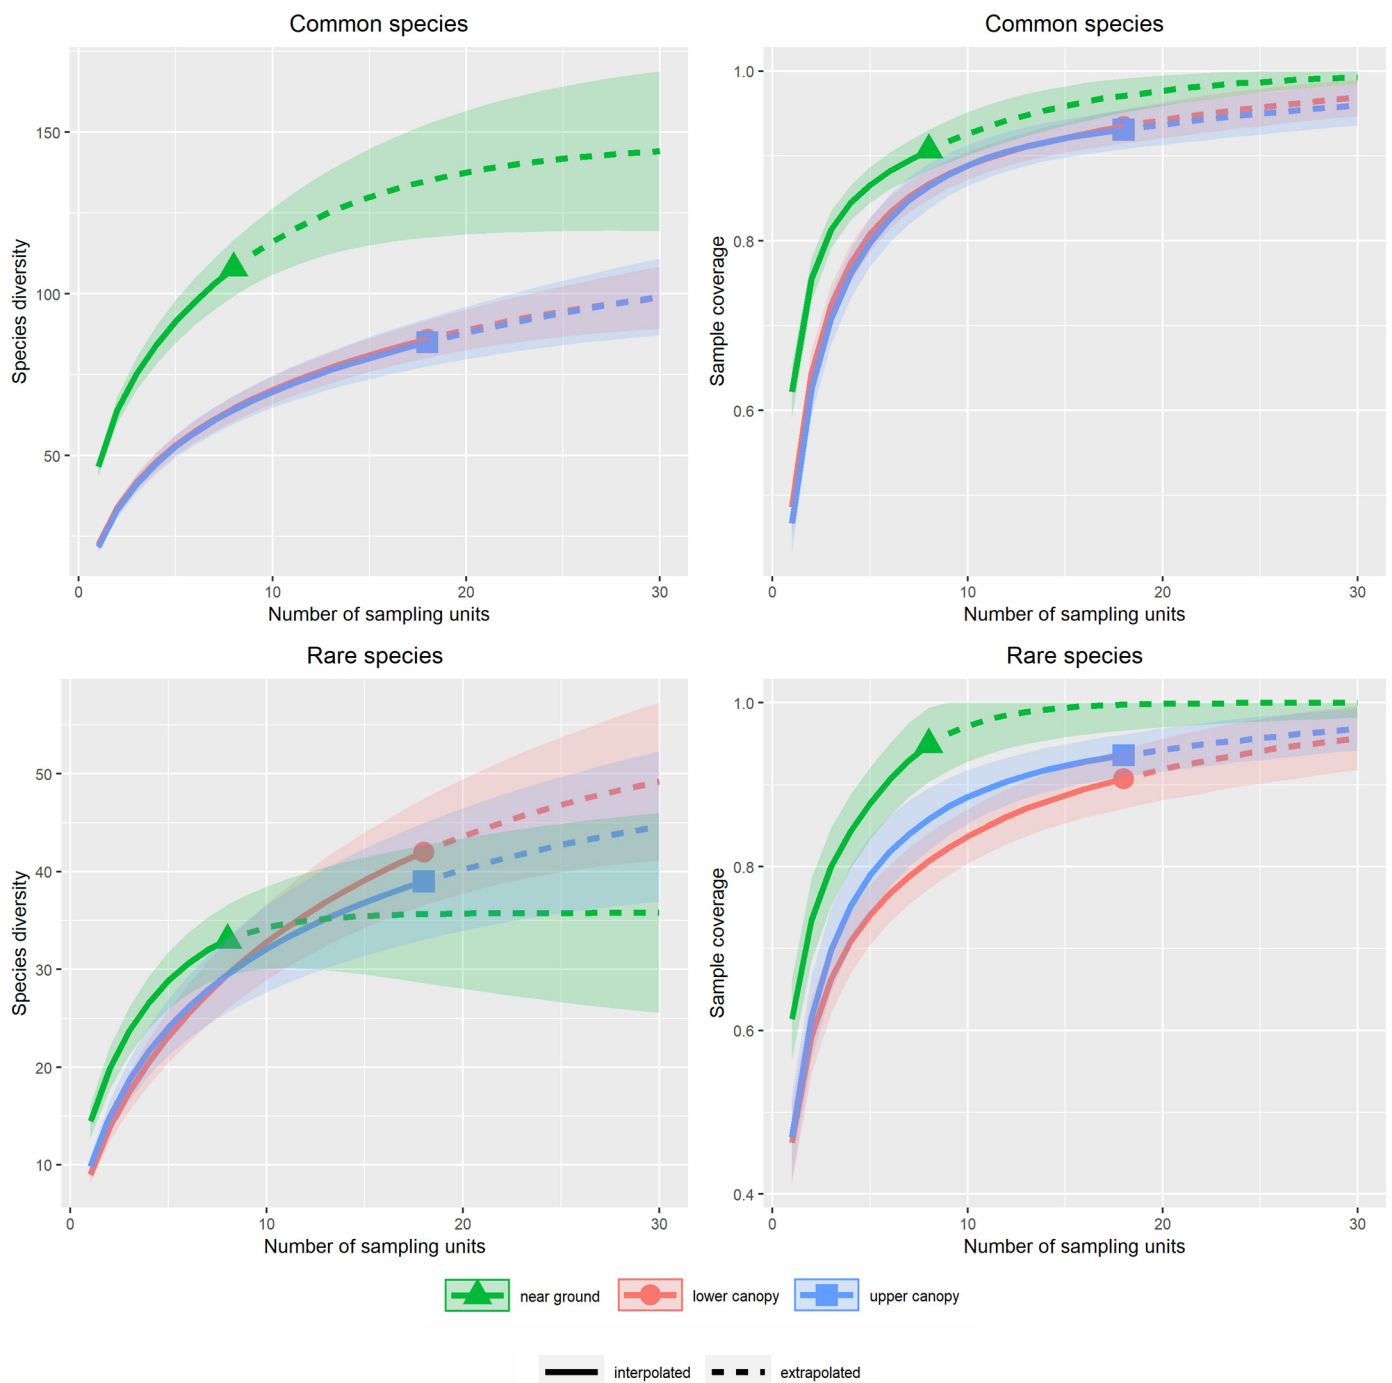 Common species
Common species
150
100
50
Species diversity
0
10
20
30
Number of sampling units
1.0
0.8
0.6
Sample coverage
0
10
20
30
Number of sampling units
Rare species
Rare species
50
40
30
20
10
Species diversity
0
10
20
30
Number of sampling units
1.0
0.8
0.6
0.4
Sample coverage
0
10
20
30
Number of sampling units
near ground
lower canopy
upper canopy
interpolated
extrapolated